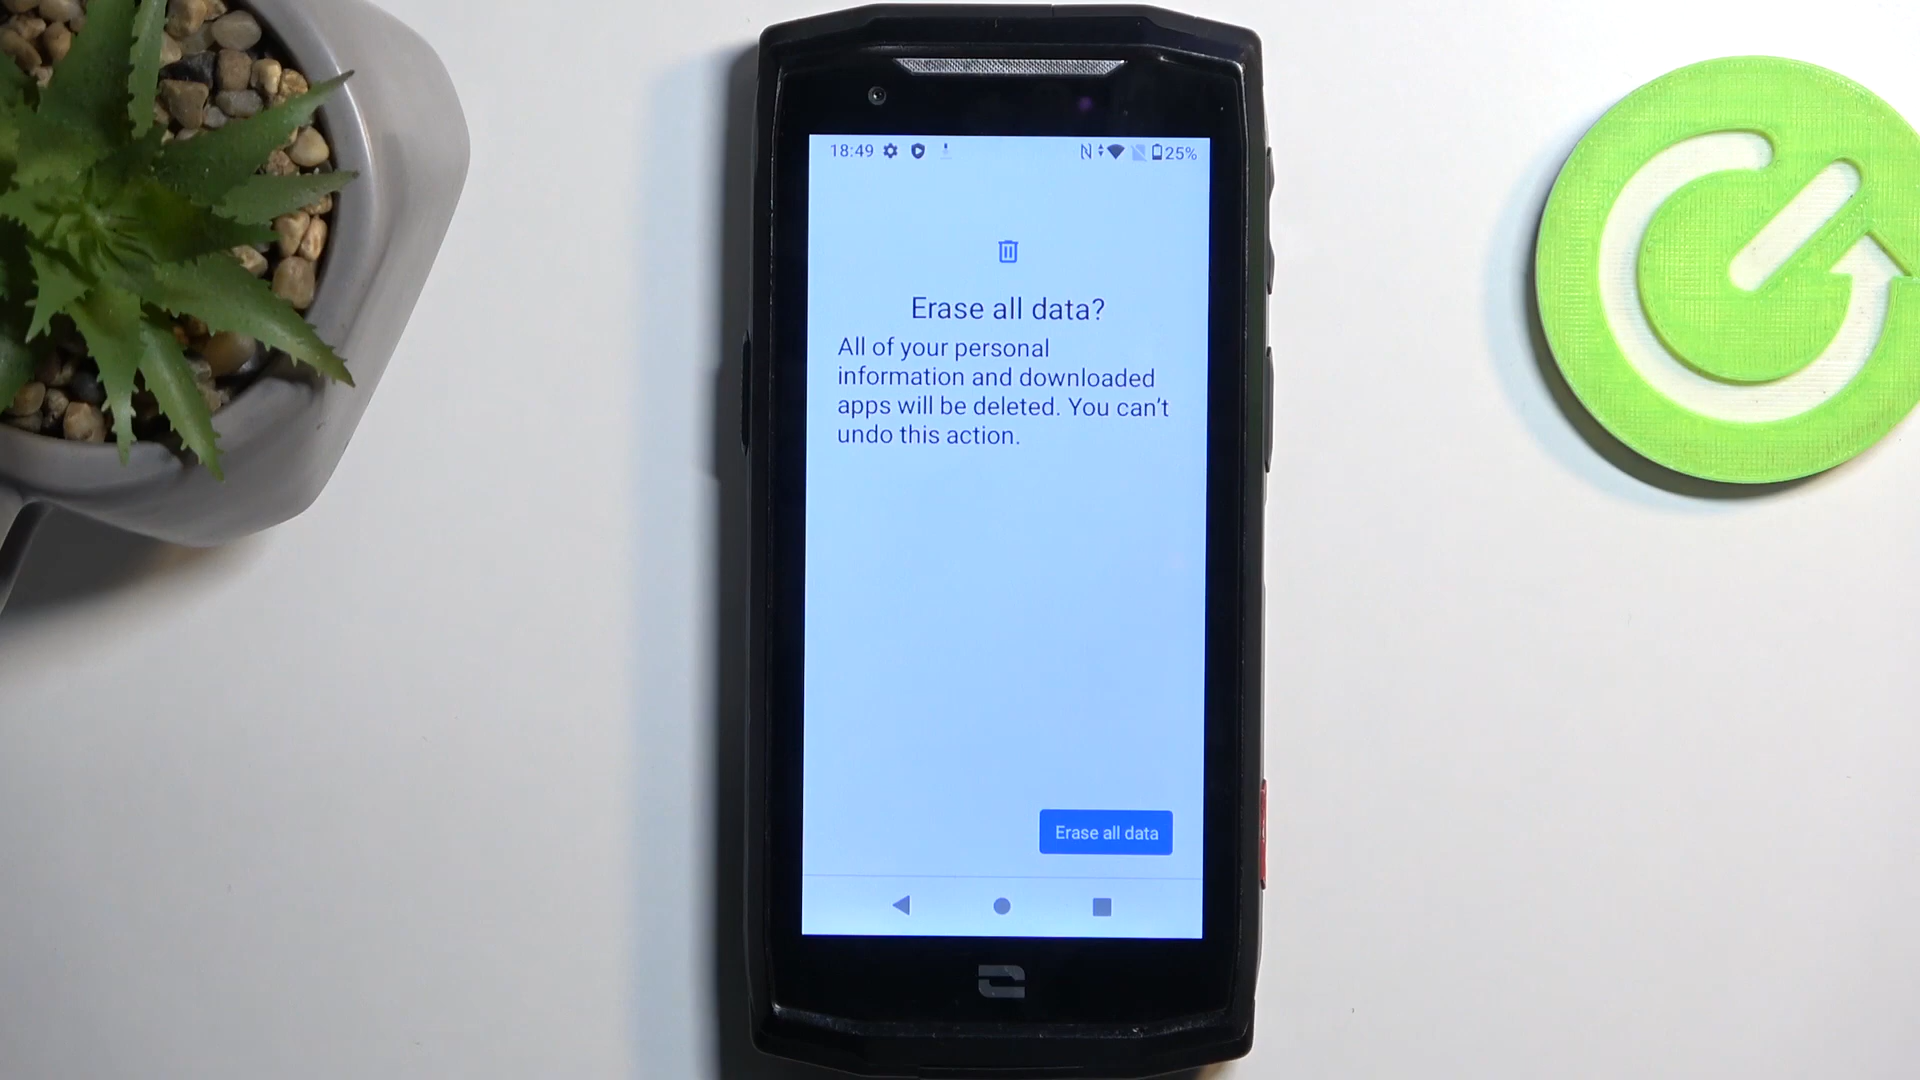 18:49 25%
Erase all data?
All of your personal
information and downloaded
apps will be deleted. You can't
undo this action.
Erase all data